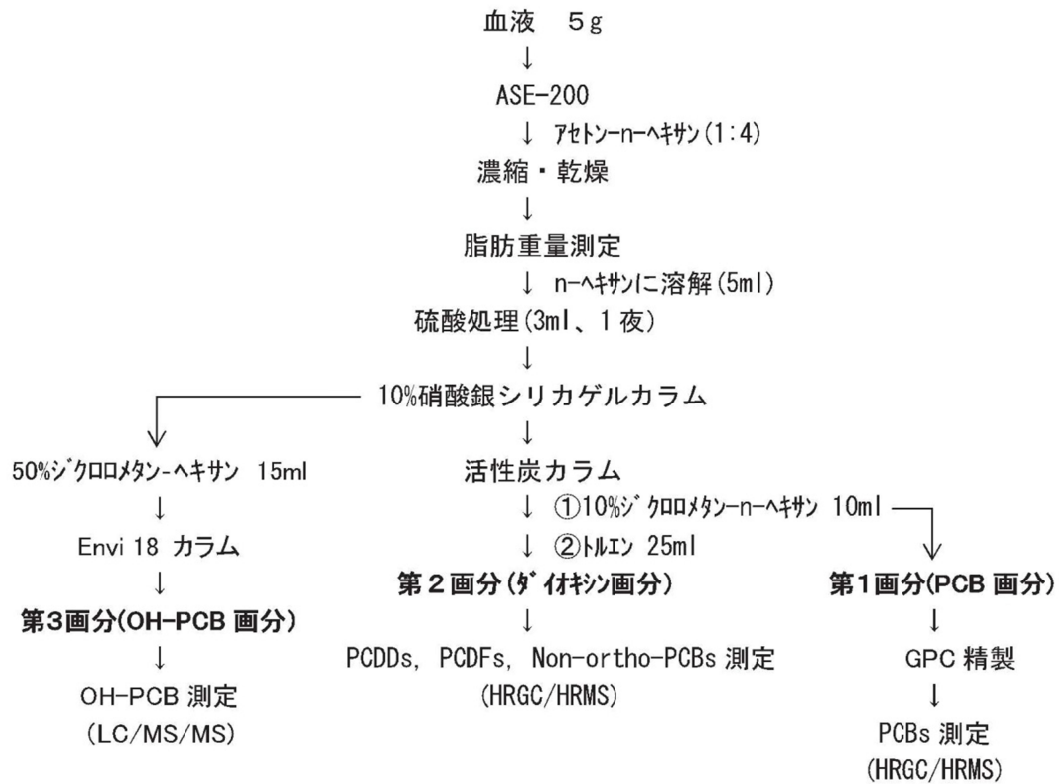 血液　5g
↓
ASE-200
↓ ｱｾﾄﾝ-n-ﾍｷｻﾝ(1:4)
濃縮・乾燥
↓
脂肪重量測定
↓ n-ﾍｷｻﾝに溶解(5ml)
硫酸処理(3ml、1夜)
↓
10%硝酸銀シリカゲルカラム
↓
50%ｼﾞｸﾛﾛﾒﾀﾝ-ﾍｷｻﾝ 15ml
↓
Envi 18 カラム
↓
第3画分(OH-PCB 画分)
↓
OH-PCB 測定
(LC/MS/MS)
活性炭カラム
↓ ①10%ｼﾞｸﾛﾛﾒﾀﾝ-n-ﾍｷｻﾝ 10ml
↓ ②ﾄﾙｴﾝ 25ml
第2画分(ﾀﾞｲｵｷｼﾝ画分)
↓
PCDDs, PCDFs, Non-ortho-PCBs 測定
(HRGC/HRMS)
第1画分(PCB 画分)
↓
GPC 精製
↓
PCBs 測定
(HRGC/HRMS)